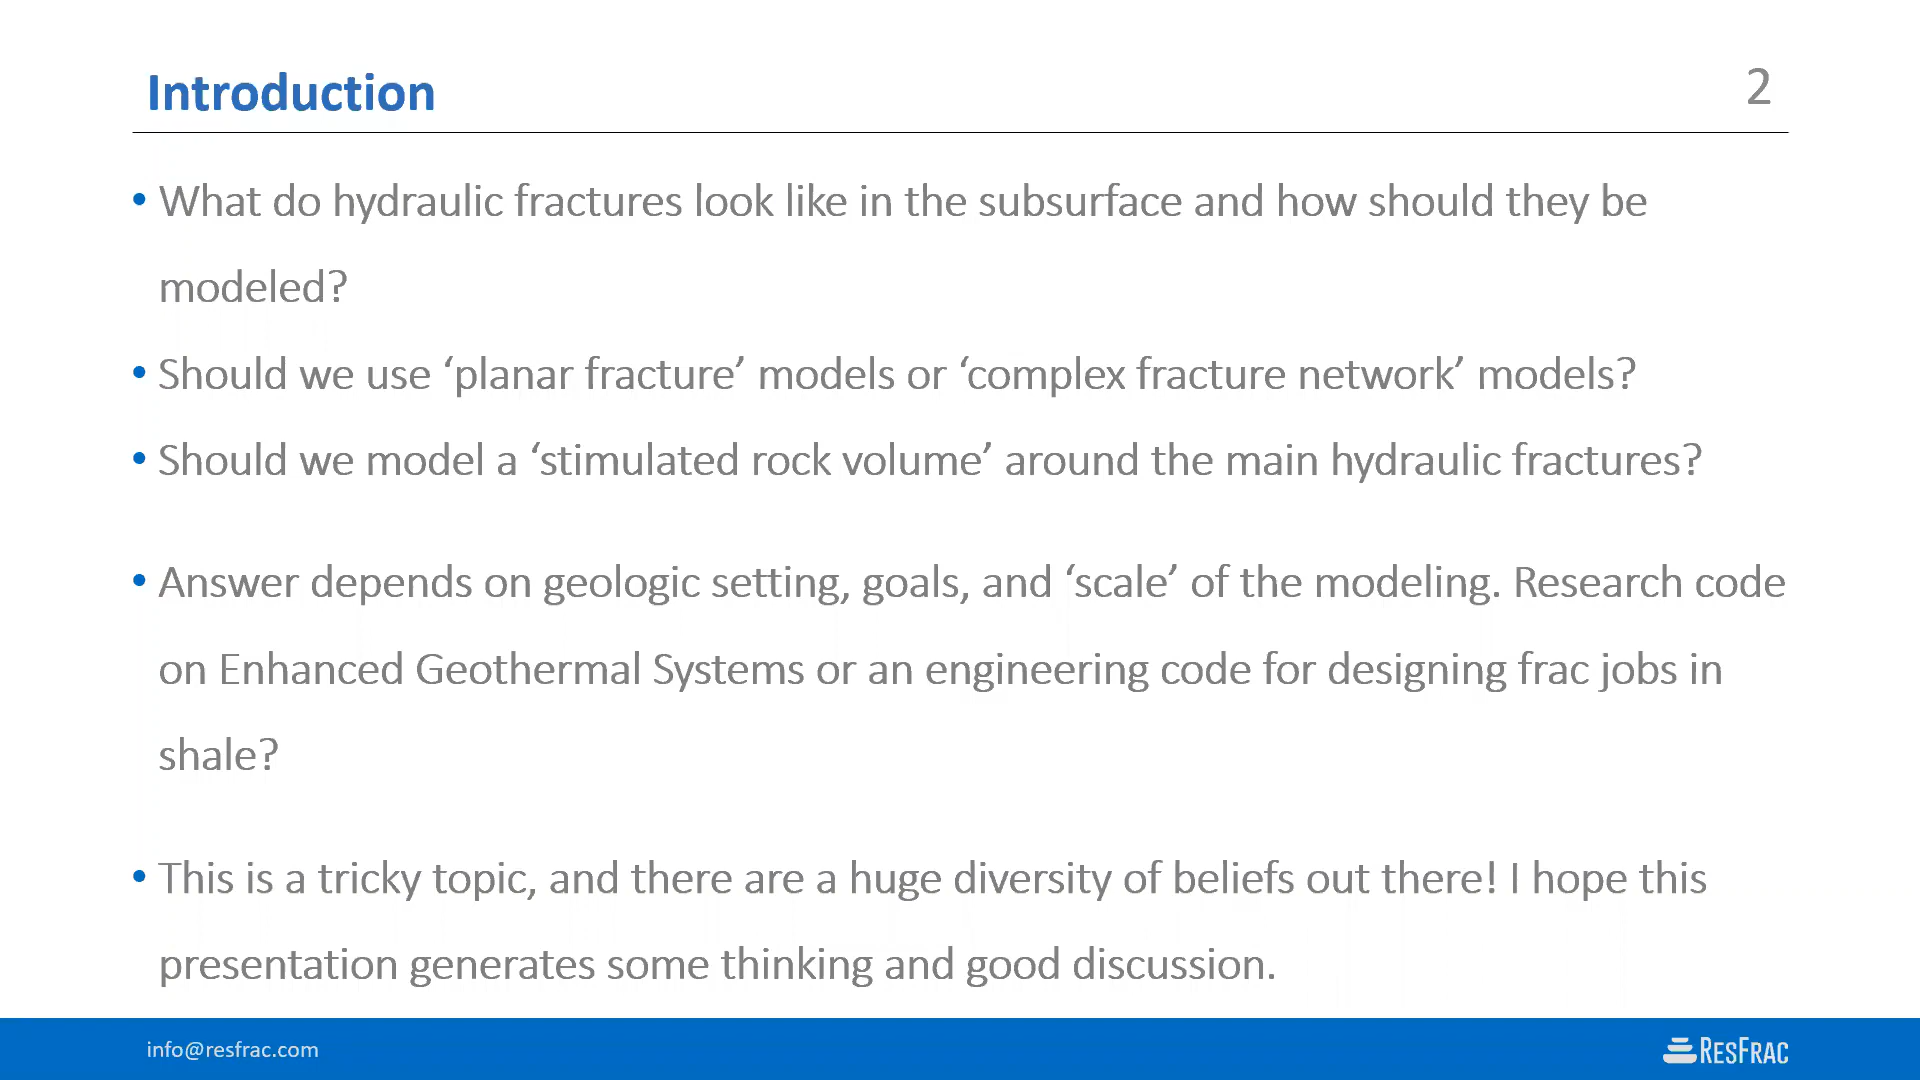 Introduction
2
• What do hydraulic fractures look like in the subsurface and how should they be
modeled?
• Should we use ‘planar fracture’ models or ‘complex fracture network’ models?
• Should we model a ‘stimulated rock volume’ around the main hydraulic fractures?
• Answer depends on geologic setting, goals, and ‘scale’ of the modeling. Research code
on Enhanced Geothermal Systems or an engineering code for designing frac jobs in
shale?
• This is a tricky topic, and there are a huge diversity of beliefs out there! I hope this
presentation generates some thinking and good discussion.
info@resfrac.com
RESFRAC